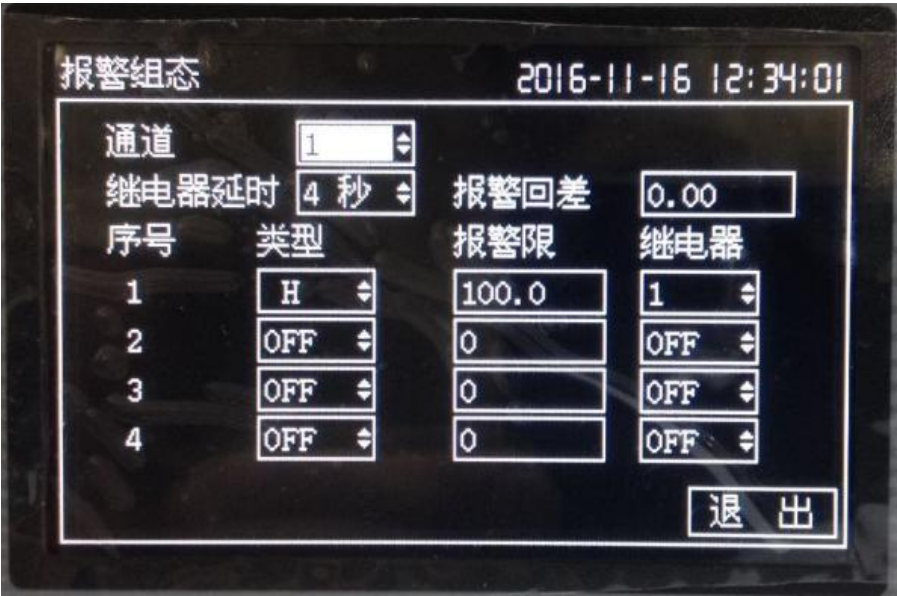 报警组态 2016-11-16 12:34:01
通道 1
继电器延时 4 秒 报警回差 0.00
序号 类型 报警限 继电器
1 H 100.0 1
2 OFF 0 OFF
3 OFF 0 OFF
4 OFF 0 OFF
退 出